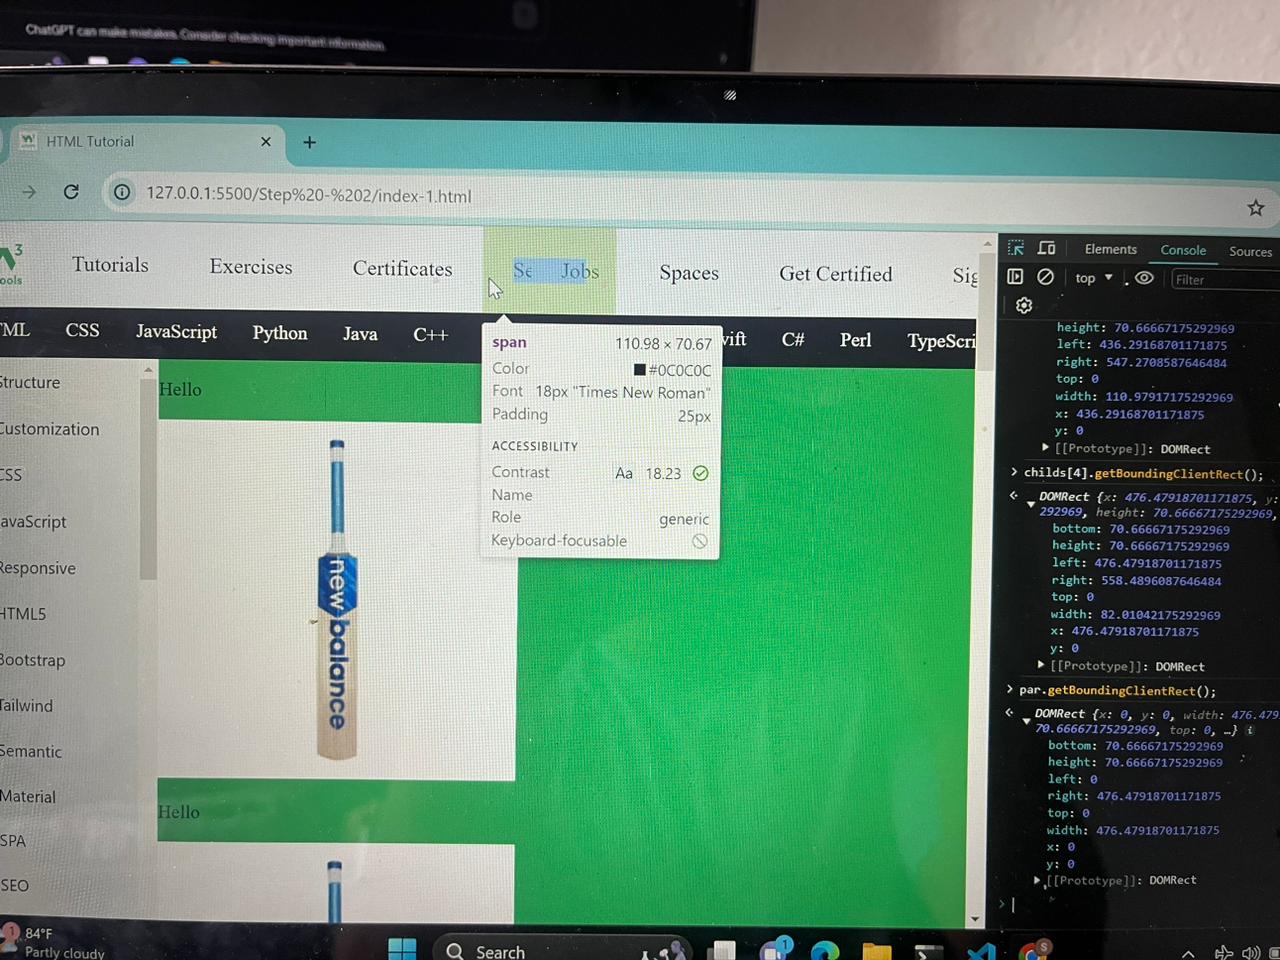 ChatGPT can make mistakes. Consider checking important information.
HTML Tutorial
127.0.0.1:5500/Step%20-%202/index-1.html
3
ools
Tutorials Exercises Certificates Se Jobs Spaces Get Certified Sig
TML CSS JavaScript Python Java C++ wift C# Perl TypeScri
Structure
Customization
CSS
JavaScript
Responsive
HTML5
Bootstrap
Tailwind
Semantic
Material
SPA
SEO
Hello
new balance
Hello
span 110.98 × 70.67
Color #0C0C0C
Font 18px "Times New Roman"
Padding 25px
ACCESSIBILITY
Contrast Aa 18.23
Name
Role generic
Keyboard-focusable
Elements Console Sources
top Filter
height: 70.66667175292969
left: 436.29168701171875
right: 547.2708587646484
top: 0
width: 110.97917175292969
x: 436.29168701171875
y: 0
[[Prototype]]: DOMRect
childs[4].getBoundingClientRect();
DOMRect {x: 476.47918701171875, y:
292969, height: 70.66667175292969,
bottom: 70.66667175292969
height: 70.66667175292969
left: 476.47918701171875
right: 558.4896087646484
top: 0
width: 82.01042175292969
x: 476.47918701171875
y: 0
[[Prototype]]: DOMRect
par.getBoundingClientRect();
DOMRect {x: 0, y: 0, width: 476.479
70.66667175292969, top: 0, …} i
bottom: 70.66667175292969
height: 70.66667175292969
left: 0
right: 476.47918701171875
top: 0
width: 476.47918701171875
x: 0
y: 0
[[Prototype]]: DOMRect
1
84°F
Partly cloudy
Search
1
S